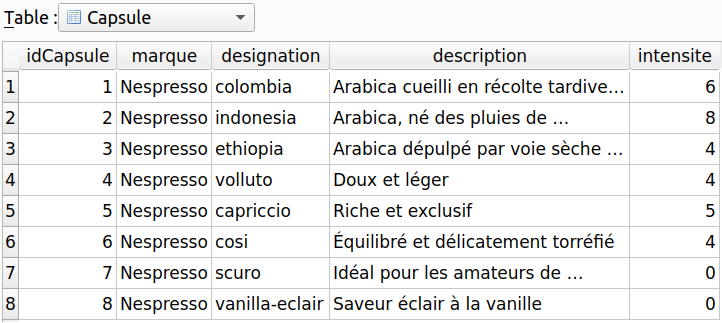 Table : Capsule
idCapsule marque designation description intensite
1 1 Nespresso colombia Arabica cueilli en récolte tardive… 6
2 2 Nespresso indonesia Arabica, né des pluies de … 8
3 3 Nespresso ethiopia Arabica dépulpé par voie sèche … 4
4 4 Nespresso volluto Doux et léger 4
5 5 Nespresso capriccio Riche et exclusif 5
6 6 Nespresso cosi Équilibré et délicatement torréfié 4
7 7 Nespresso scuro Idéal pour les amateurs de … 0
8 8 Nespresso vanilla-eclair Saveur éclair à la vanille 0